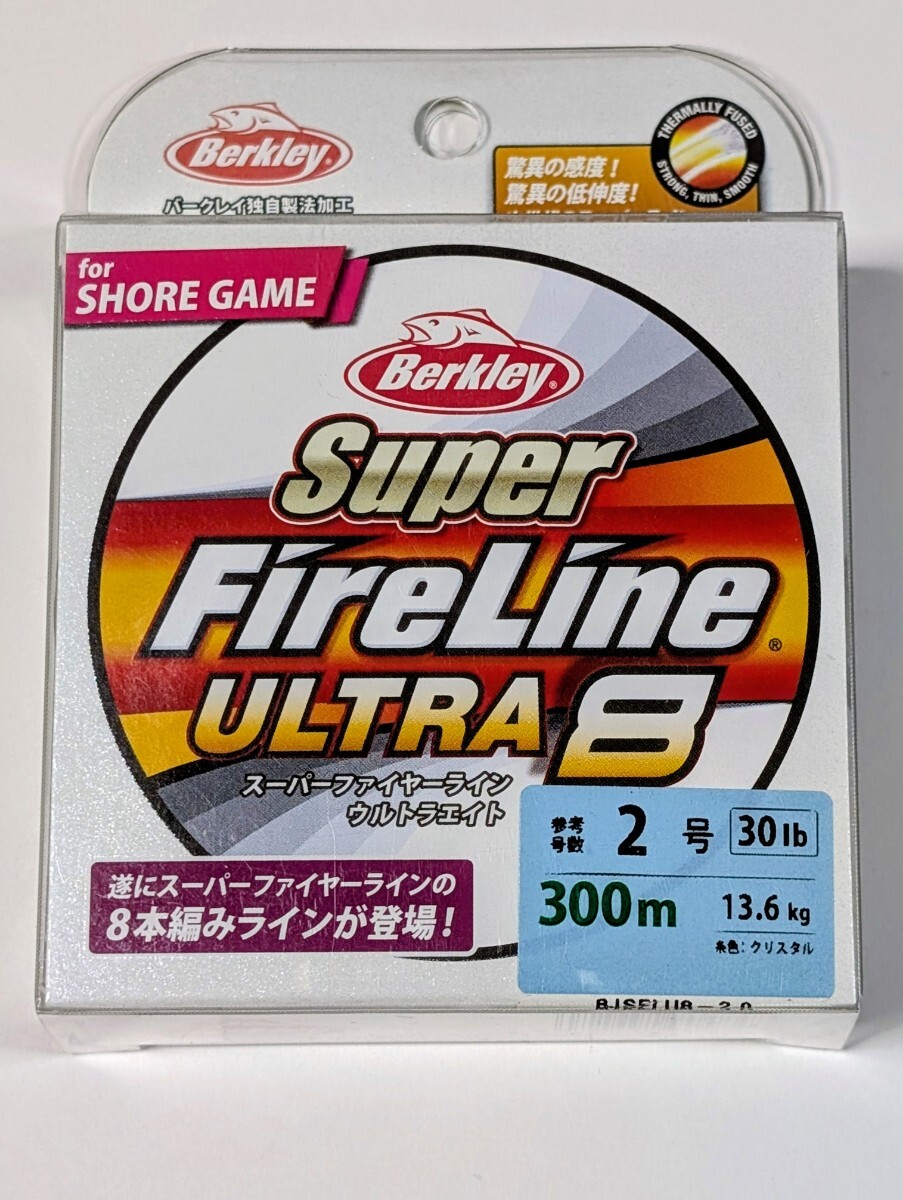 Berkley®
バークレイ独自製法加工
驚異の感度！
驚異の低伸度！
THERMALLY FUSED
STRONG, THIN, SMOOTH
for
SHORE GAME
Berkley®
Super
FireLine®
ULTRA 8
スーパーファイヤーライン
ウルトラエイト
遂にスーパーファイヤーラインの
8本編みラインが登場！
参考
号数 2 号 30lb
300m 13.6 kg
糸色：クリスタル